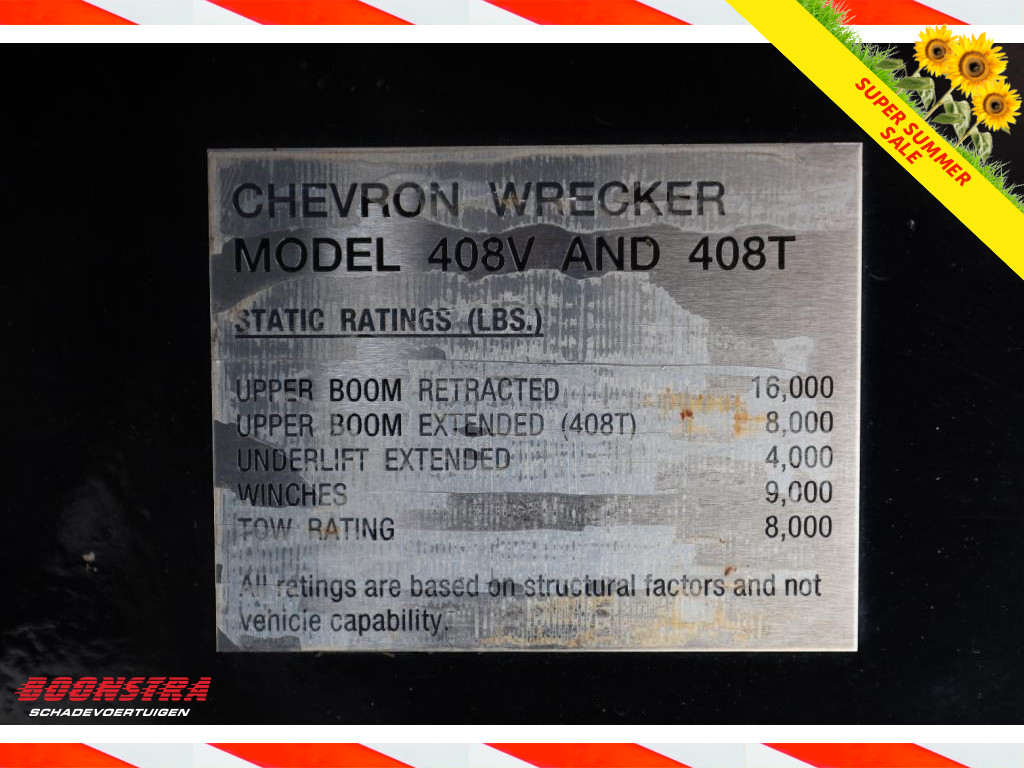 SUPER SUMMER
SALE
CHEVRON WRECKER
MODEL 408V AND 408T
STATIC RATINGS (LBS.)
UPPER BOOM RETRACTED 16,000
UPPER BOOM EXTENDED (408T) 8,000
UNDERLIFT EXTENDED 4,000
WINCHES 9,000
TOW RATING 8,000
All ratings are based on structural factors and not
vehicle capability.
BOONSTRA
SCHADEVOERTUIGEN